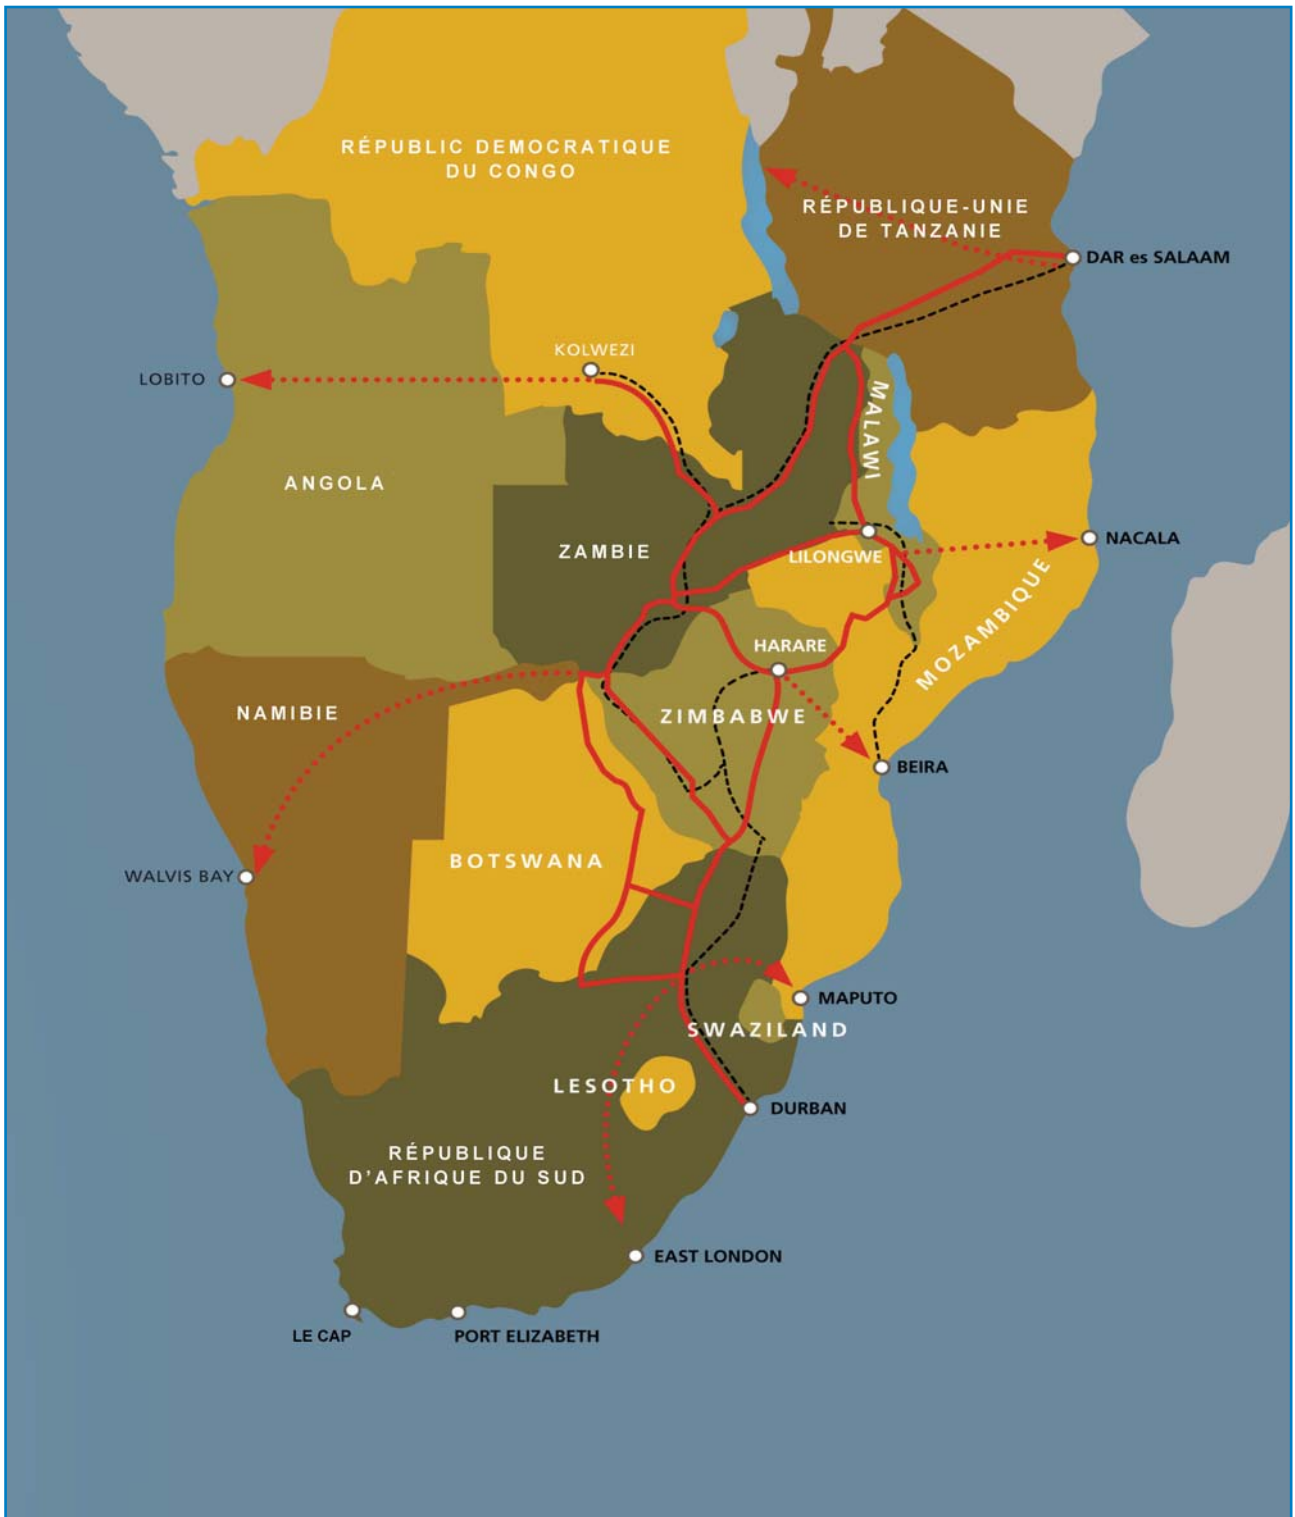 RÉPUBLIC DEMOCRATIQUE
DU CONGO
RÉPUBLIQUE-UNIE
DE TANZANIE
DAR es SALAAM
KOLWEZI
LOBITO
MALAWI
ANGOLA
NACALA
ZAMBIE
LILONGWE
MOZAMBIQUE
HARARE
NAMIBIE
ZIMBABWE
BEIRA
BOTSWANA
WALVIS BAY
MAPUTO
SWAZILAND
LESOTHO
DURBAN
RÉPUBLIQUE
D'AFRIQUE DU SUD
EAST LONDON
LE CAP
PORT ELIZABETH